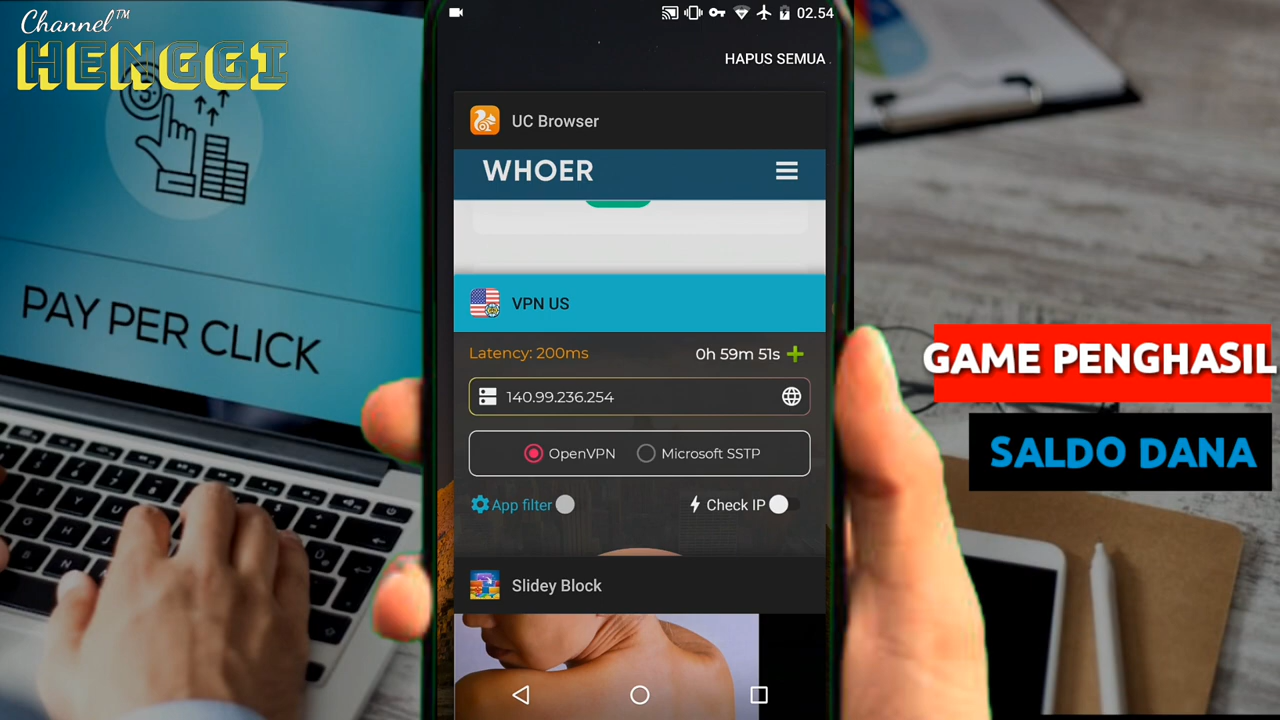 Channel™
HENGGI
PAY PER CLICK
02.54
HAPUS SEMUA
UC Browser
WHOER
VPN US
Latency: 200ms
0h 59m 51s
140.99.236.254
OpenVPN
Microsoft SSTP
App filter
Check IP
Slidey Block
GAME PENGHASIL
SALDO DANA